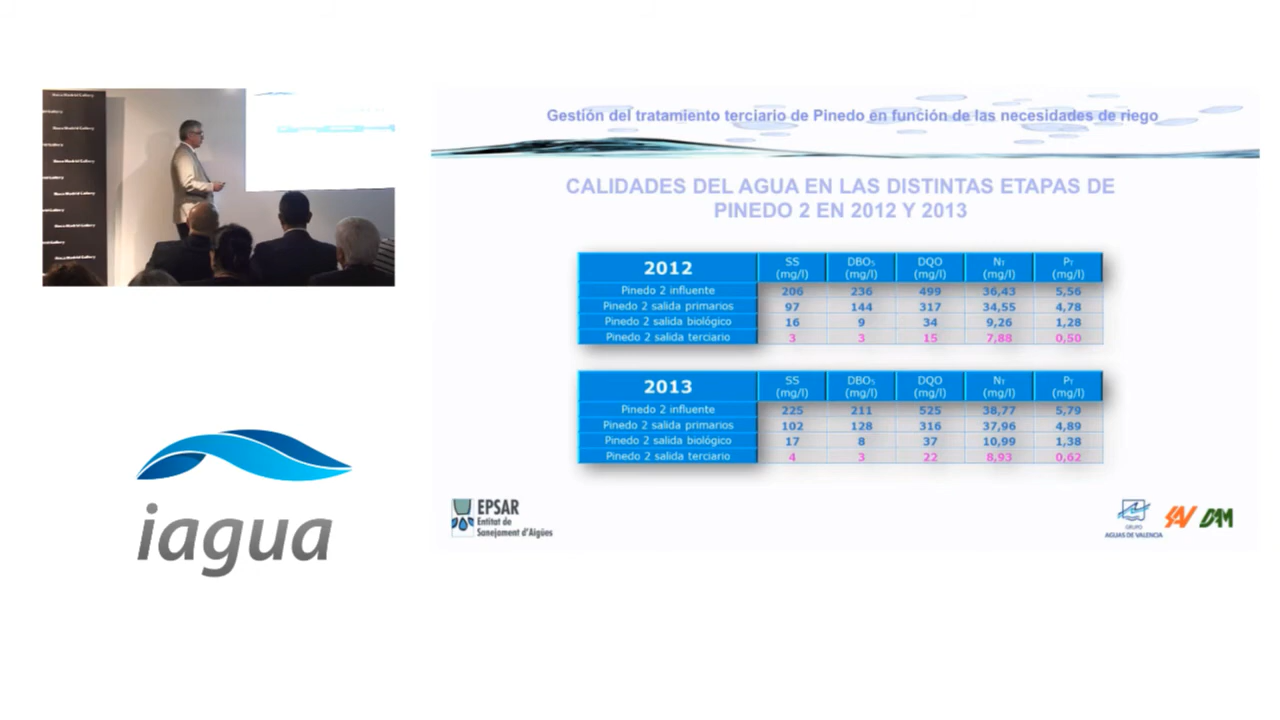 Gestión del tratamiento terciario de Pinedo en función de las necesidades de riego
CALIDADES DEL AGUA EN LAS DISTINTAS ETAPAS DE
PINEDO 2 EN 2012 Y 2013
2012 SS (mg/l) DBO5 (mg/l) DQO (mg/l) NT (mg/l) PT (mg/l)
Pinedo 2 influente 206 236 499 36,43 5,56
Pinedo 2 salida primarios 97 144 317 34,55 4,78
Pinedo 2 salida biológico 16 9 34 9,26 1,28
Pinedo 2 salida terciario 3 3 15 7,88 0,50
2013 SS (mg/l) DBO5 (mg/l) DQO (mg/l) NT (mg/l) PT (mg/l)
Pinedo 2 influente 225 211 525 38,77 5,79
Pinedo 2 salida primarios 102 128 316 37,96 4,89
Pinedo 2 salida biológico 17 8 37 10,99 1,38
Pinedo 2 salida terciario 4 3 22 8,93 0,62
iagua
EPSAR
Entitat de
Sanejament d'Aigües
GRUPO
AGUAS DE VALENCIA
SAV DAM